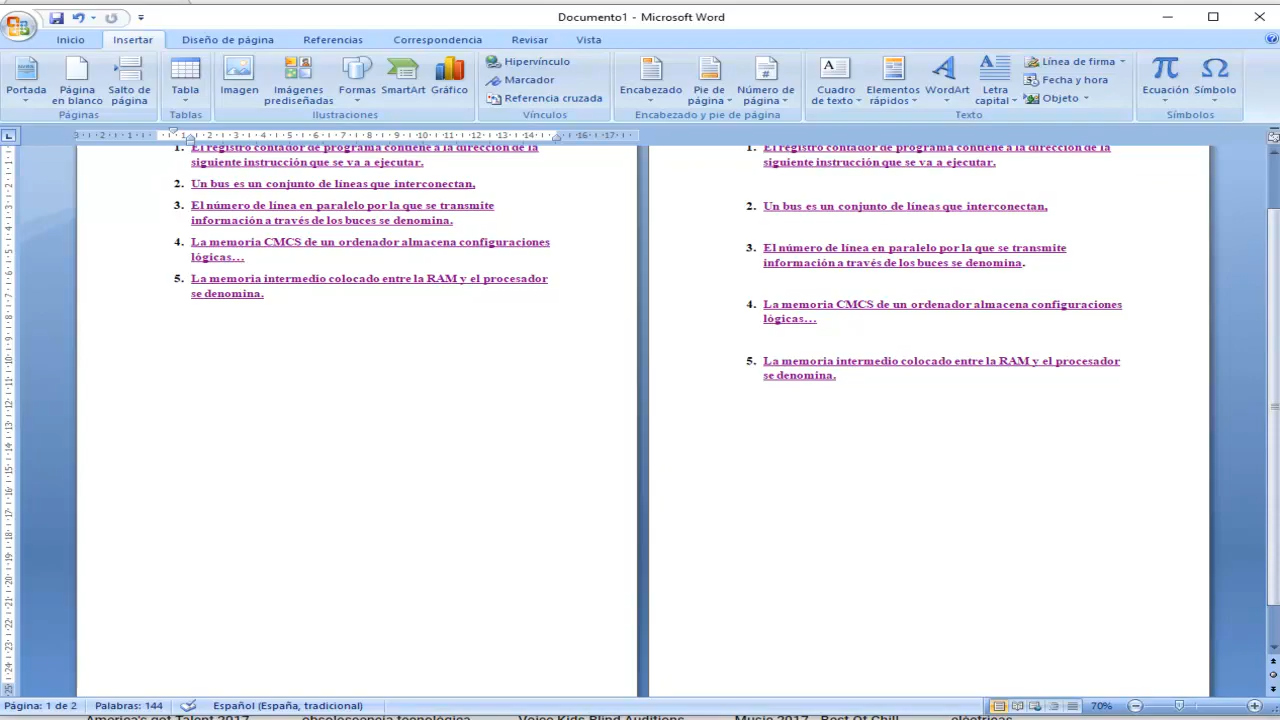 Documento1 - Microsoft Word
Inicio Insertar Diseño de página Referencias Correspondencia Revisar Vista
Portada Página en blanco Salto de página Tabla Imagen Imágenes prediseñadas Formas SmartArt Gráfico
Hipervínculo
Marcador
Referencia cruzada
Encabezado Pie de página Número de página Cuadro de texto Elementos rápidos WordArt Letra capital
Línea de firma
Fecha y hora
Objeto
Ecuación Símbolo
Páginas Tablas Ilustraciones Vínculos Encabezado y pie de página Texto Símbolos
1. El registro contador de programa contiene a la dirección de la
siguiente instrucción que se va a ejecutar.
2. Un bus es un conjunto de líneas que interconectan,
3. El número de línea en paralelo por la que se transmite
información a través de los buces se denomina.
4. La memoria CMCS de un ordenador almacena configuraciones
lógicas…
5. La memoria intermedio colocado entre la RAM y el procesador
se denomina.
1. El registro contador de programa contiene a la dirección de la
siguiente instrucción que se va a ejecutar.
2. Un bus es un conjunto de líneas que interconectan,
3. El número de línea en paralelo por la que se transmite
información a través de los buces se denomina.
4. La memoria CMCS de un ordenador almacena configuraciones
lógicas…
5. La memoria intermedio colocado entre la RAM y el procesador
se denomina.
Página: 1 de 2 Palabras: 144 Español (España, tradicional) 70%
America's got Talent 2017 obsolescencia tecnológica Voice Kids Blind Auditions Music 2017 Best Of Chill eléctricas